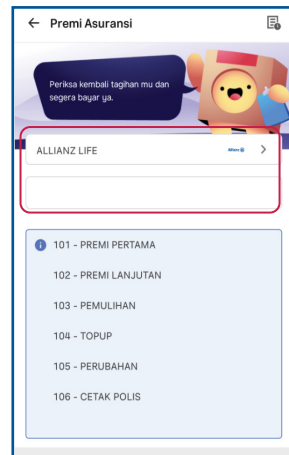 Premi Asuransi
Periksa kembali tagihan mu dan
segera bayar ya.
ALLIANZ LIFE
Allianz
101 - PREMI PERTAMA
102 - PREMI LANJUTAN
103 - PEMULIHAN
104 - TOPUP
105 - PERUBAHAN
106 - CETAK POLIS